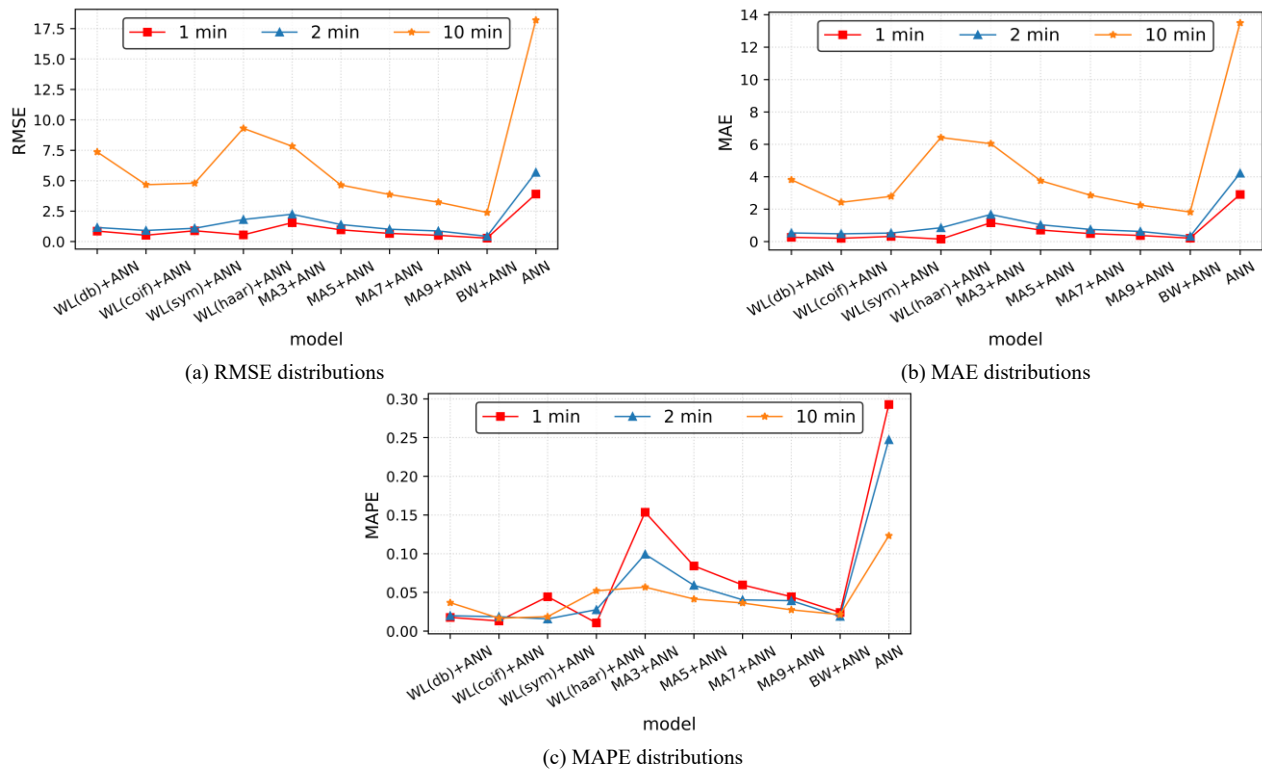 17.5
15.0
12.5
10.0
7.5
5.0
2.5
0.0
RMSE
1 min 2 min 10 min
WL(db)+ANN
WL(coif)+ANN
WL(sym)+ANN
WL(haar)+ANN
MA3+ANN
MA5+ANN
MA7+ANN
MA9+ANN
BW+ANN
ANN
model
(a) RMSE distributions
14
12
10
8
6
4
2
0
MAE
1 min 2 min 10 min
WL(db)+ANN
WL(coif)+ANN
WL(sym)+ANN
WL(haar)+ANN
MA3+ANN
MA5+ANN
MA7+ANN
MA9+ANN
BW+ANN
ANN
model
(b) MAE distributions
0.30
0.25
0.20
0.15
0.10
0.05
0.00
MAPE
1 min 2 min 10 min
WL(db)+ANN
WL(coif)+ANN
WL(sym)+ANN
WL(haar)+ANN
MA3+ANN
MA5+ANN
MA7+ANN
MA9+ANN
BW+ANN
ANN
model
(c) MAPE distributions